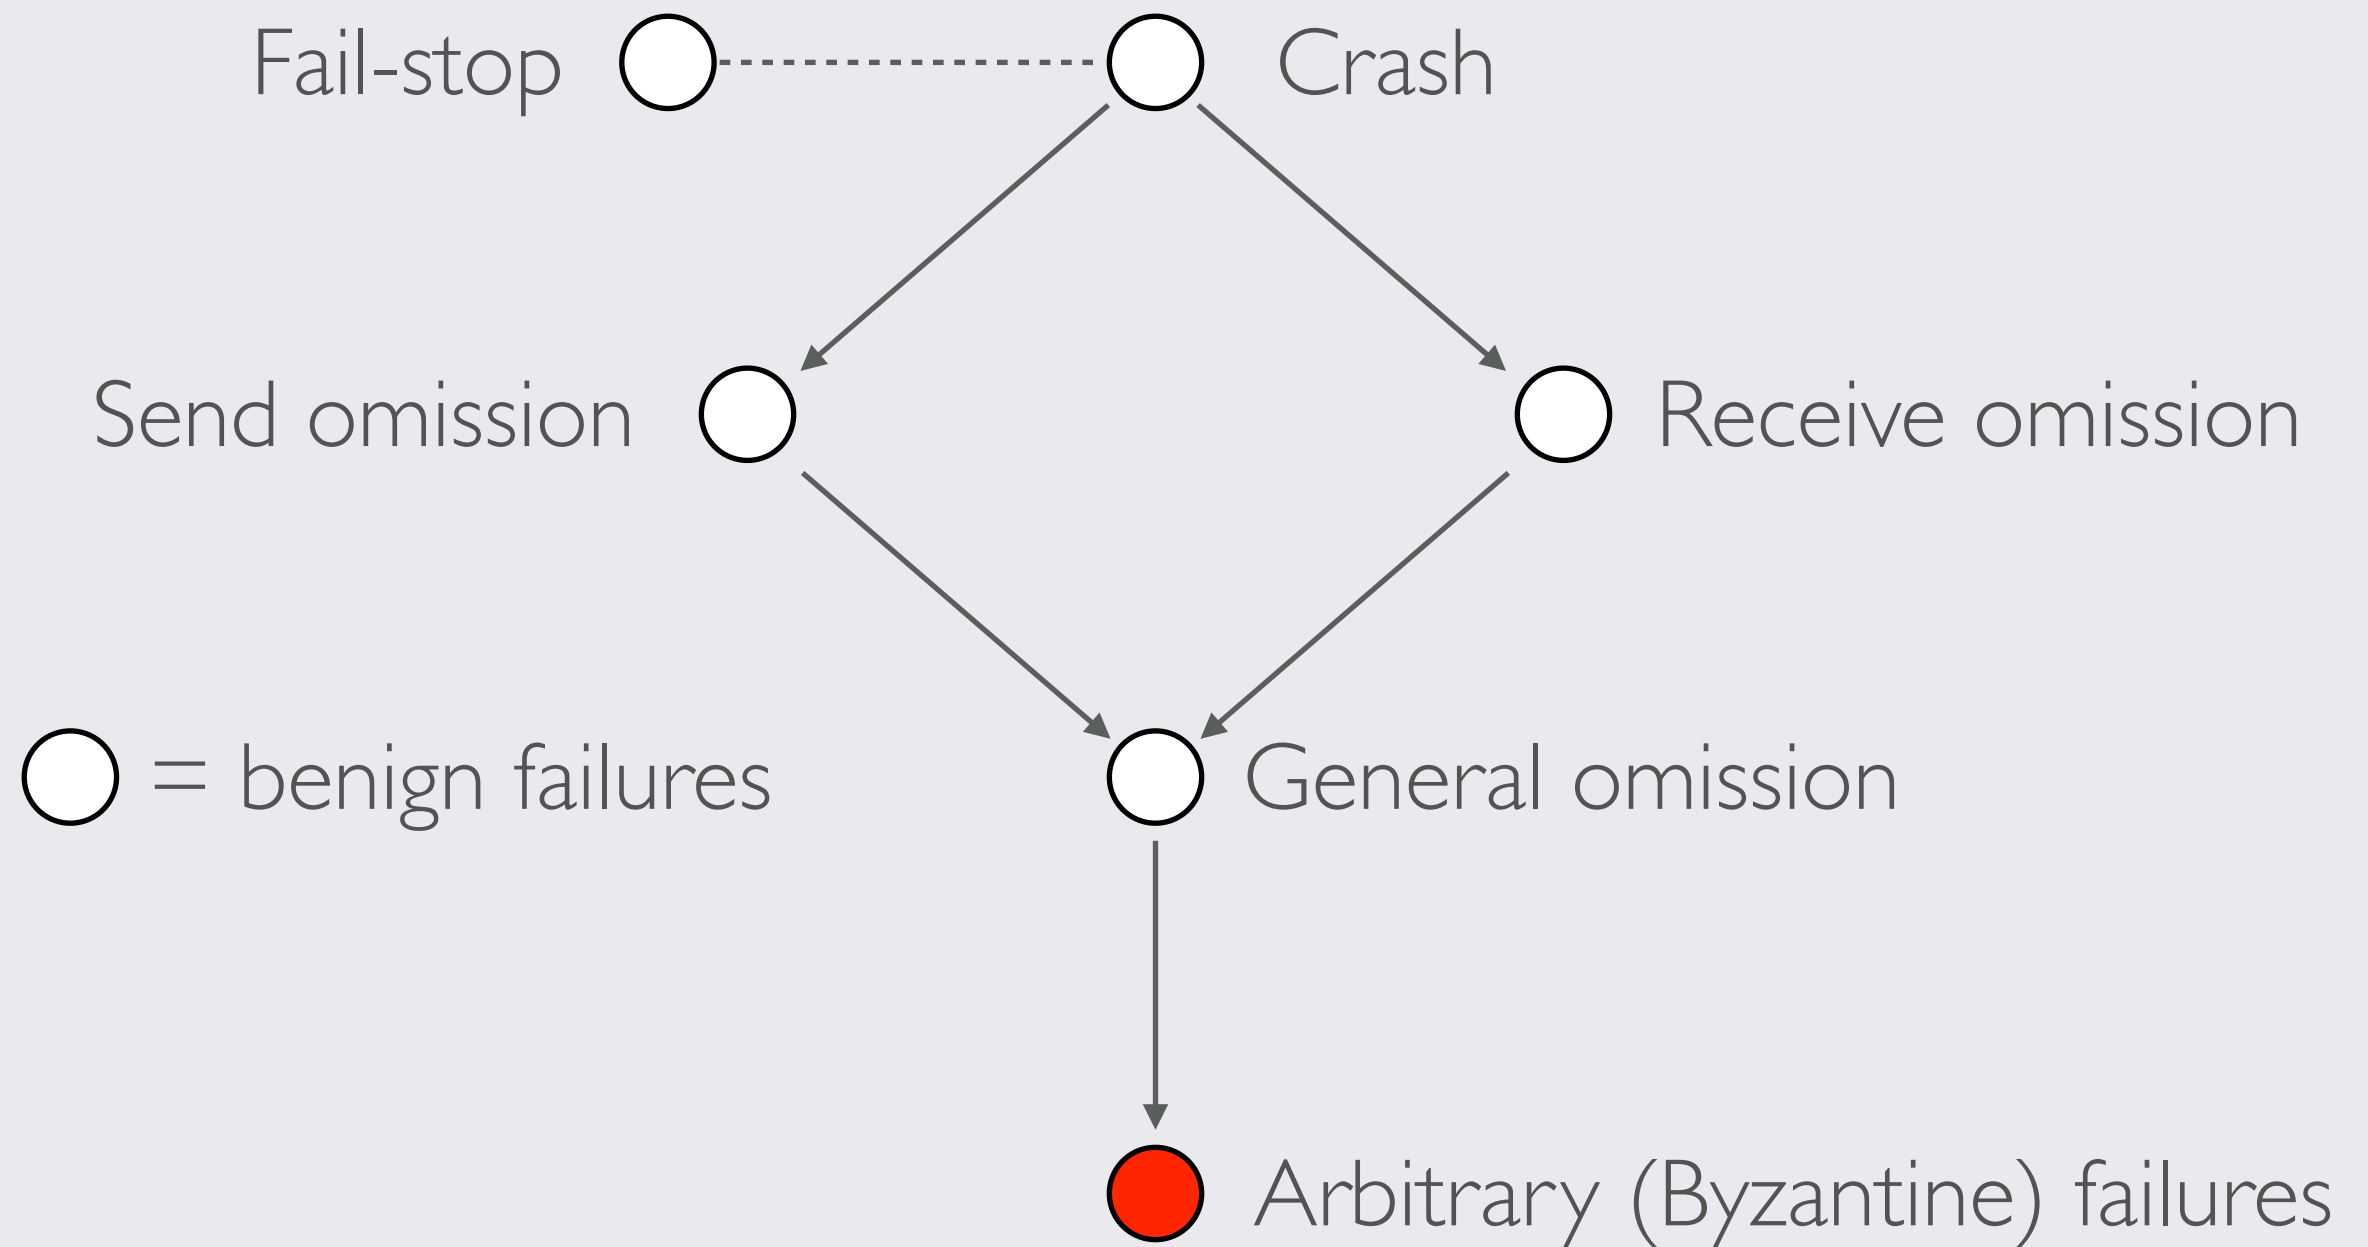 Fail-stop
Crash
Send omission
Receive omission
= benign failures
General omission
Arbitrary (Byzantine) failures